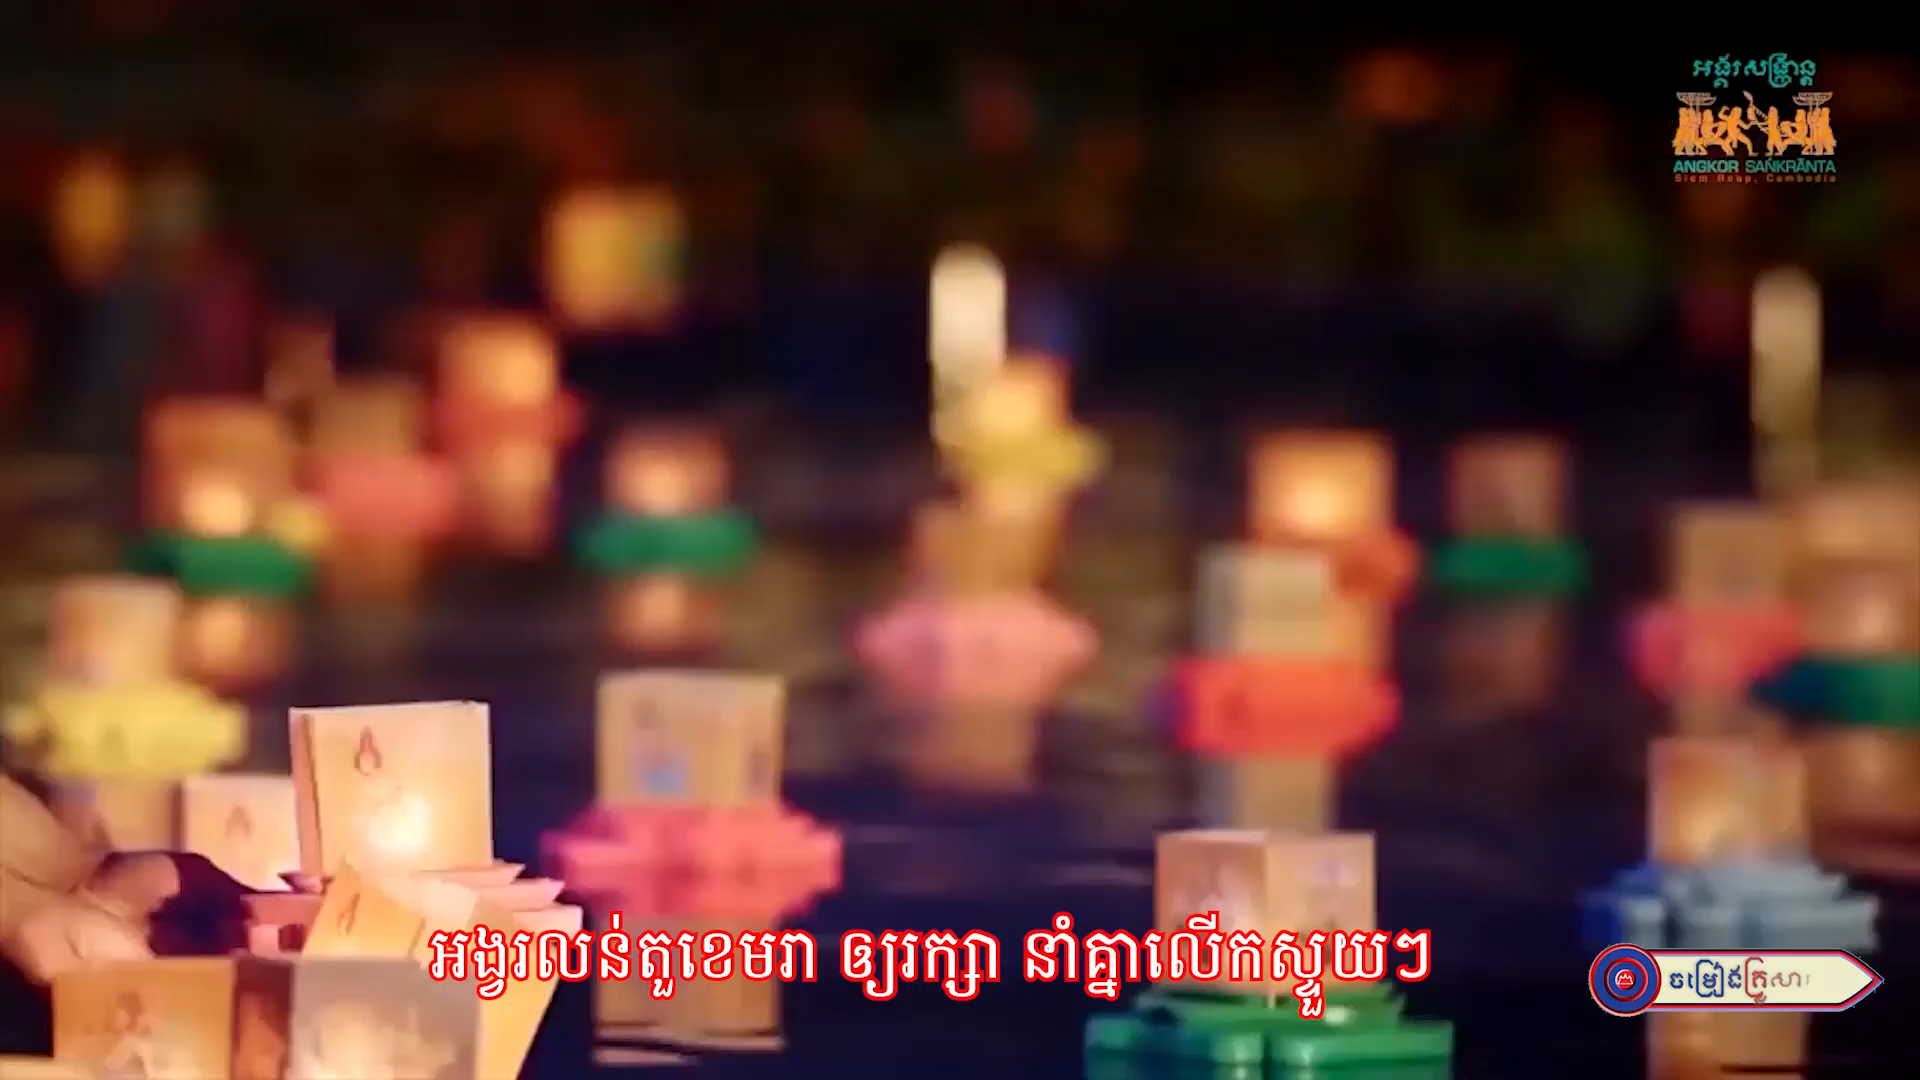 អង្គរសង្ក្រាន្ត
ANGKOR SAṄKRĀNTA
Siem Reap, Cambodia
អង្វរលន់តួខេមរា ឲ្យរក្សា នាំគ្នាលើកស្ទួយៗ
ចម្រៀងគ្រួសារ